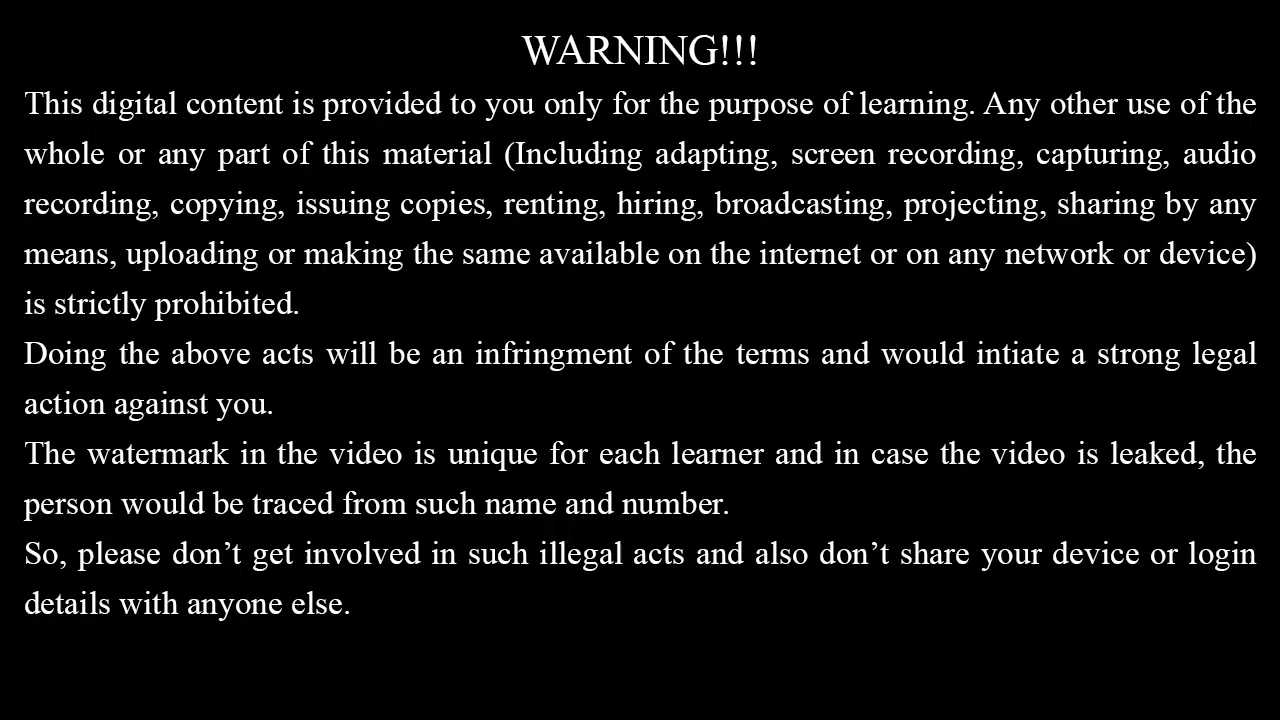 WARNING!!!
This digital content is provided to you only for the purpose of learning. Any other use of the
whole or any part of this material (Including adapting, screen recording, capturing, audio
recording, copying, issuing copies, renting, hiring, broadcasting, projecting, sharing by any
means, uploading or making the same available on the internet or on any network or device)
is strictly prohibited.
Doing the above acts will be an infringment of the terms and would intiate a strong legal
action against you.
The watermark in the video is unique for each learner and in case the video is leaked, the
person would be traced from such name and number.
So, please don’t get involved in such illegal acts and also don’t share your device or login
details with anyone else.